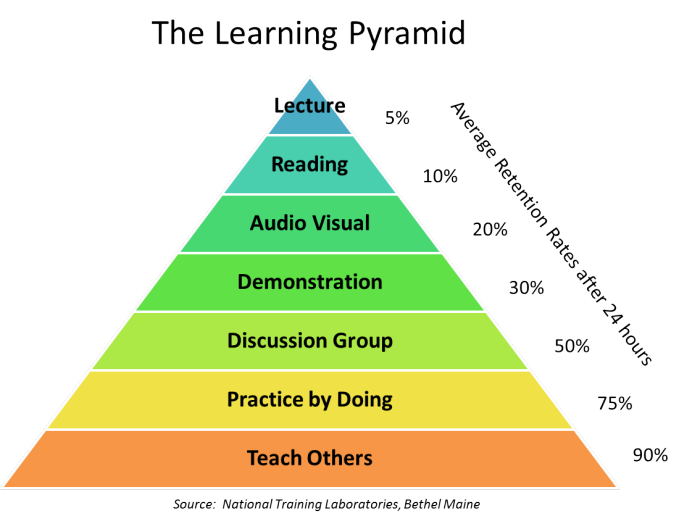 The Learning Pyramid
Lecture
5%
Reading
10%
Audio Visual
20%
Demonstration
30%
Discussion Group
50%
Practice by Doing
75%
Teach Others
90%
Average Retention Rates after 24 hours
Source:  National Training Laboratories, Bethel Maine